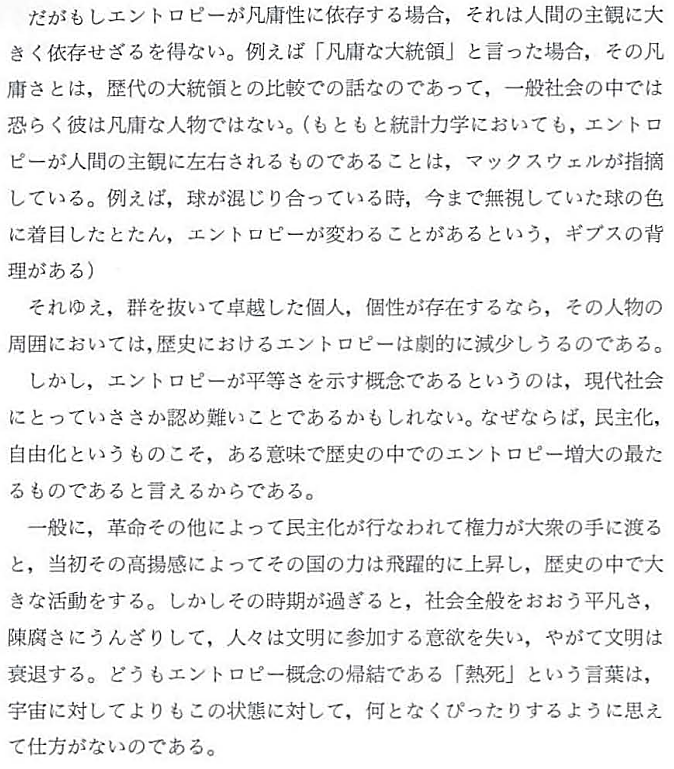 だがもしエントロピーが凡庸性に依存する場合，それは人間の主観に大
きく依存せざるを得ない。例えば「凡庸な大統領」と言った場合，その凡
庸さとは，歴代の大統領との比較での話なのであって，一般社会の中では
恐らく彼は凡庸な人物ではない。（もともと統計力学においても，エントロ
ピーが人間の主観に左右されるものであることは，マックスウェルが指摘
している。例えば，球が混じり合っている時，今まで無視していた球の色
に着目したとたん，エントロピーが変わることがあるという，ギブスの背
理がある）
それゆえ，群を抜いて卓越した個人，個性が存在するなら，その人物の
周囲においては，歴史におけるエントロピーは劇的に減少しうるのである。
しかし，エントロピーが平等さを示す概念であるというのは，現代社会
にとっていささか認め難いことであるかもしれない。なぜならば，民主化，
自由化というものこそ，ある意味で歴史の中でのエントロピー増大の最た
るものであると言えるからである。
一般に，革命その他によって民主化が行なわれて権力が大衆の手に渡る
と，当初その高揚感によってその国の力は飛躍的に上昇し，歴史の中で大
きな活動をする。しかしその時期が過ぎると，社会全般をおおう平凡さ，
陳腐さにうんざりして，人々は文明に参加する意欲を失い，やがて文明は
衰退する。どうもエントロピー概念の帰結である「熱死」という言葉は，
宇宙に対してよりもこの状態に対して，何となくぴったりするように思え
て仕方がないのである。